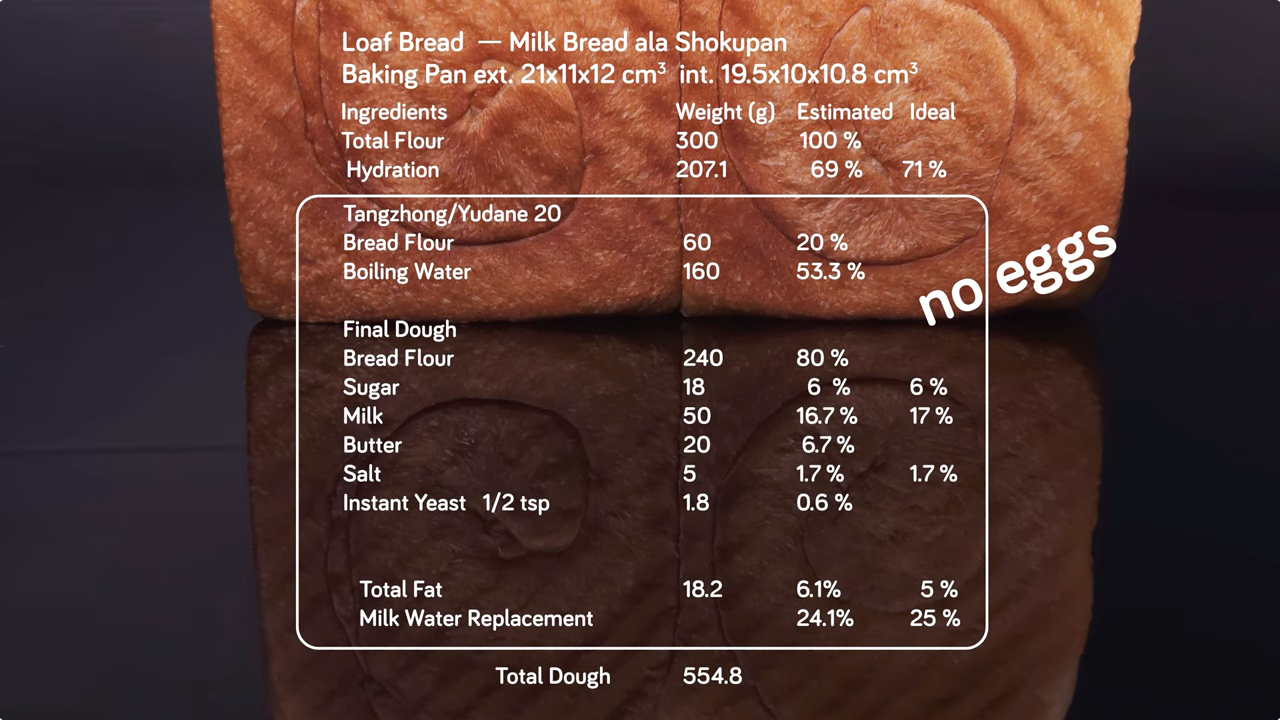 Loaf Bread — Milk Bread ala Shokupan
Baking Pan ext. 21x11x12 cm³ int. 19.5x10x10.8 cm³
Ingredients Weight (g) Estimated Ideal
Total Flour 300 100 %
Hydration 207.1 69 % 71 %
Tangzhong/Yudane 20
Bread Flour 60 20 %
Boiling Water 160 53.3 %
no eggs
Final Dough
Bread Flour 240 80 %
Sugar 18 6 % 6 %
Milk 50 16.7 % 17 %
Butter 20 6.7 %
Salt 5 1.7 % 1.7 %
Instant Yeast 1/2 tsp 1.8 0.6 %
Total Fat 18.2 6.1% 5 %
Milk Water Replacement 24.1% 25 %
Total Dough 554.8